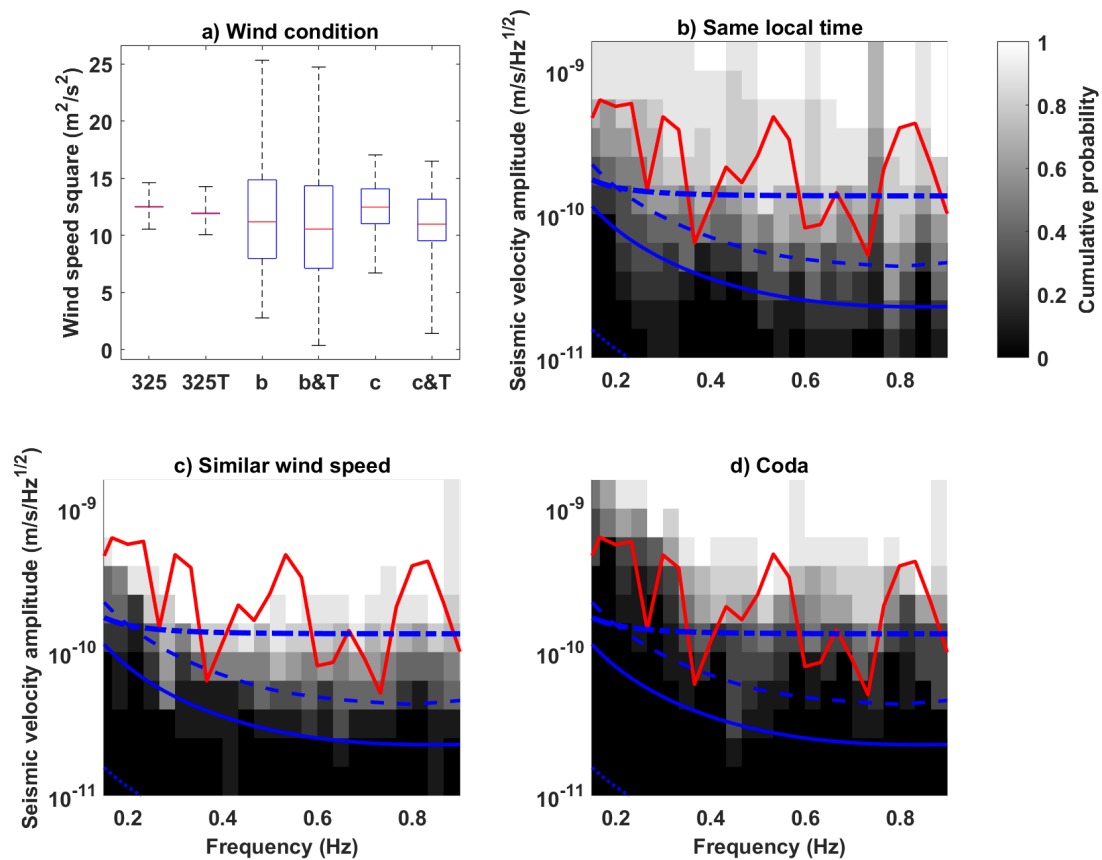 a) Wind condition
Wind speed square (m²/s²)
25
20
15
10
5
0
325 325T b b&T c c&T
b) Same local time
Seismic velocity amplitude (m/s/Hz^1/2)
10^-9
10^-10
10^-11
0.2 0.4 0.6 0.8
1
0.8
0.6
0.4
0.2
0
Cumulative probability
c) Similar wind speed
Seismic velocity amplitude (m/s/Hz^1/2)
10^-9
10^-10
10^-11
0.2 0.4 0.6 0.8
Frequency (Hz)
d) Coda
10^-9
10^-10
10^-11
0.2 0.4 0.6 0.8
Frequency (Hz)